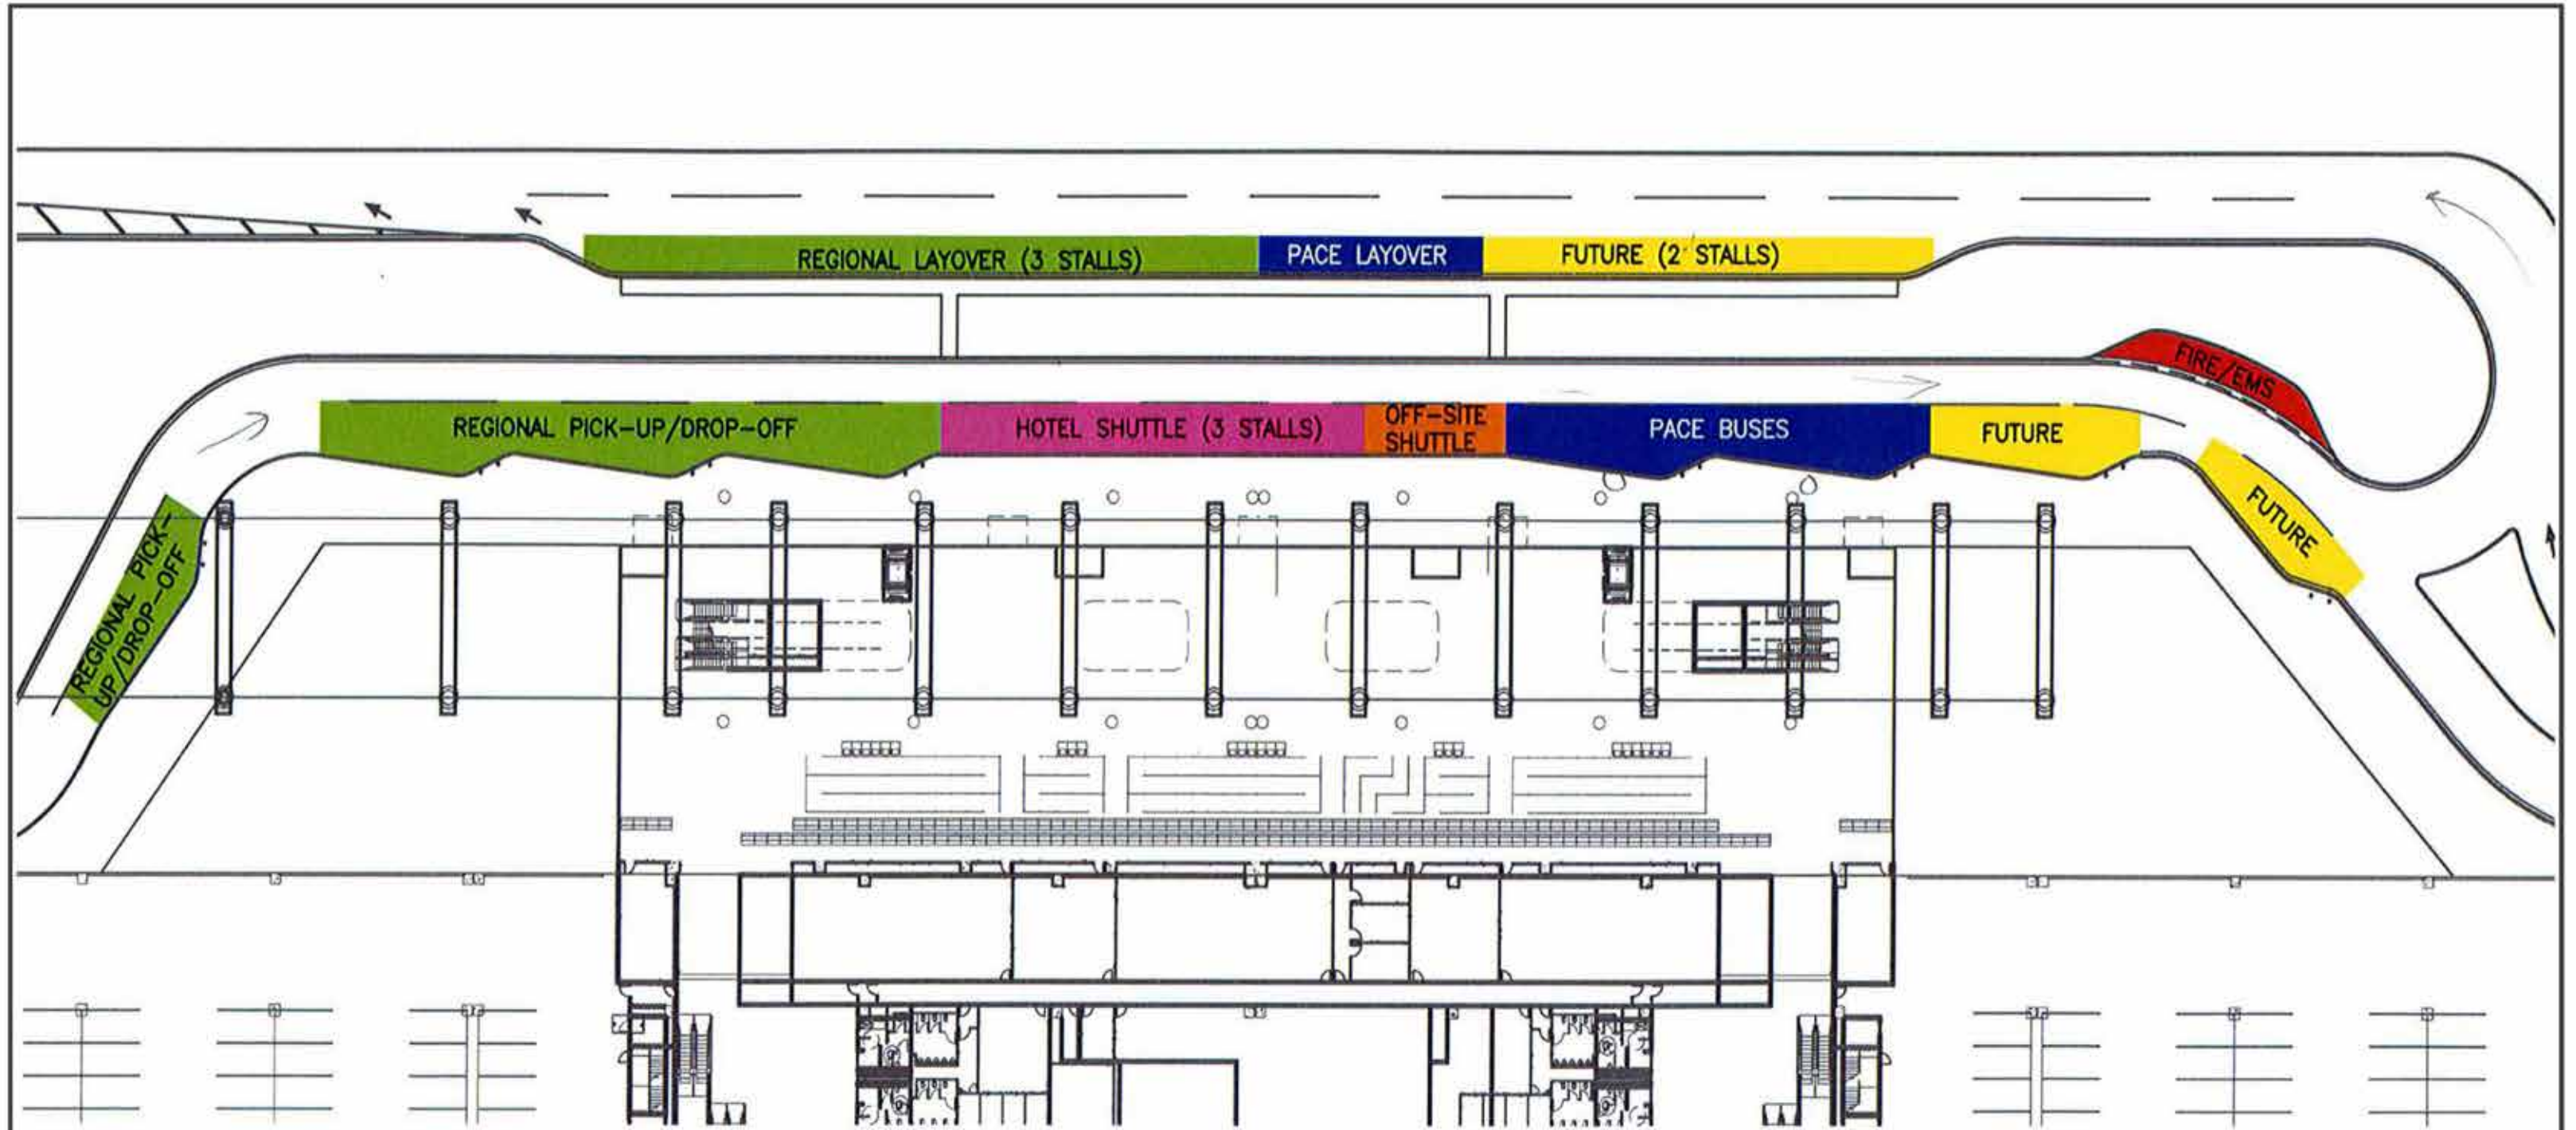 REGIONAL LAYOVER (3 STALLS)
PACE LAYOVER
FUTURE (2 STALLS)
FIRE/EMS
REGIONAL PICK-UP/DROP-OFF
HOTEL SHUTTLE (3 STALLS)
OFF-SITE
SHUTTLE
PACE BUSES
FUTURE
FUTURE
REGIONAL PICK-
UP/DROP-OFF